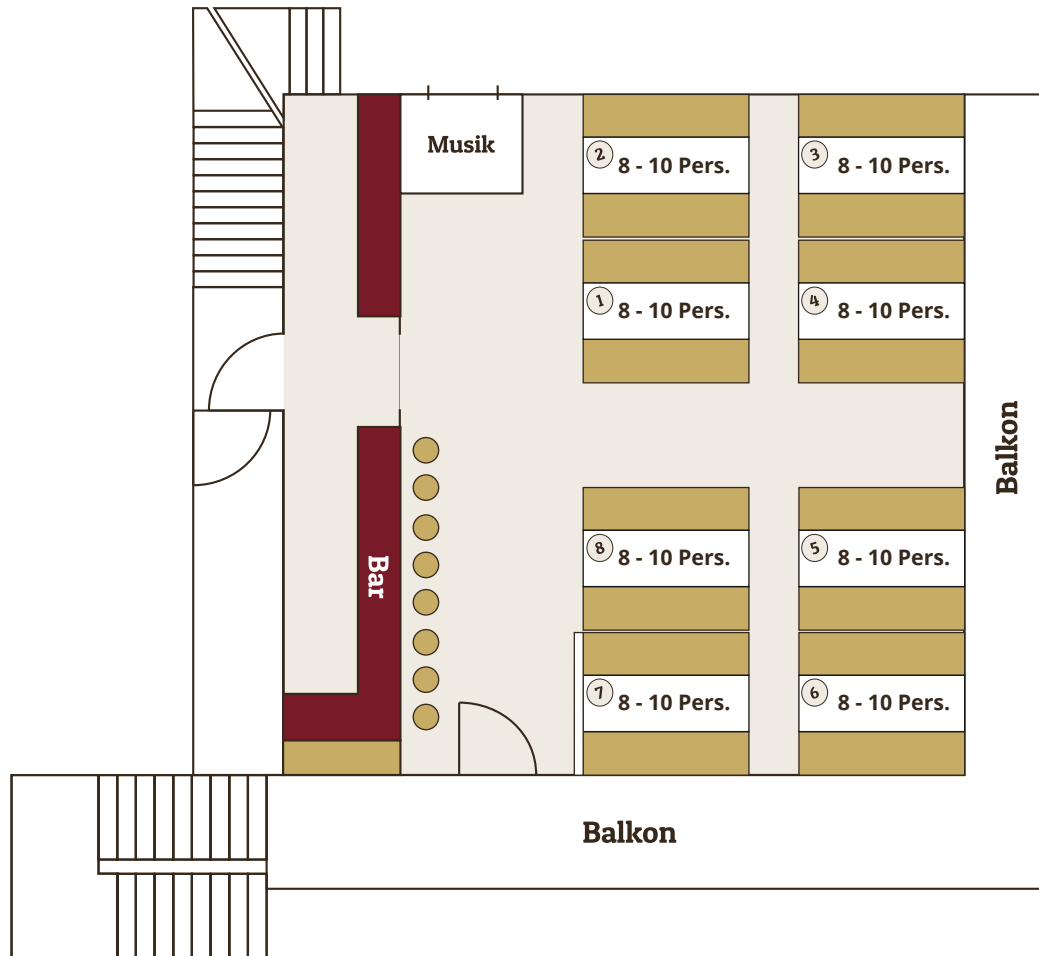 Musik
2 8 - 10 Pers.
3 8 - 10 Pers.
1 8 - 10 Pers.
4 8 - 10 Pers.
Balkon
8 8 - 10 Pers.
5 8 - 10 Pers.
Bar
7 8 - 10 Pers.
6 8 - 10 Pers.
Balkon